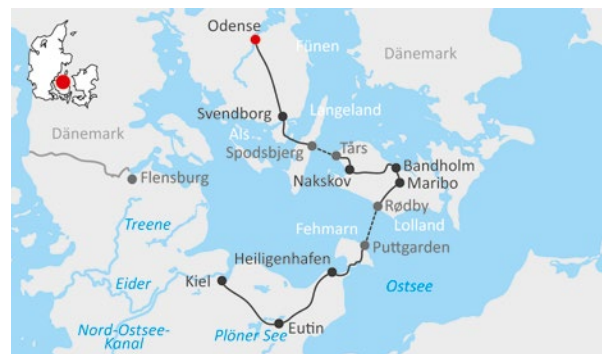 Odense
Fünen
Dänemark
Svendborg
Langeland
Dänemark
Als
Spodsbjerg
Tårs
Bandholm
Flensburg
Nakskov
Maribo
Rødby
Treene
Fehmarn
Lolland
Puttgarden
Heiligenhafen
Eider
Kiel
Ostsee
Nord-Ostsee-
Kanal
Plöner See
Eutin